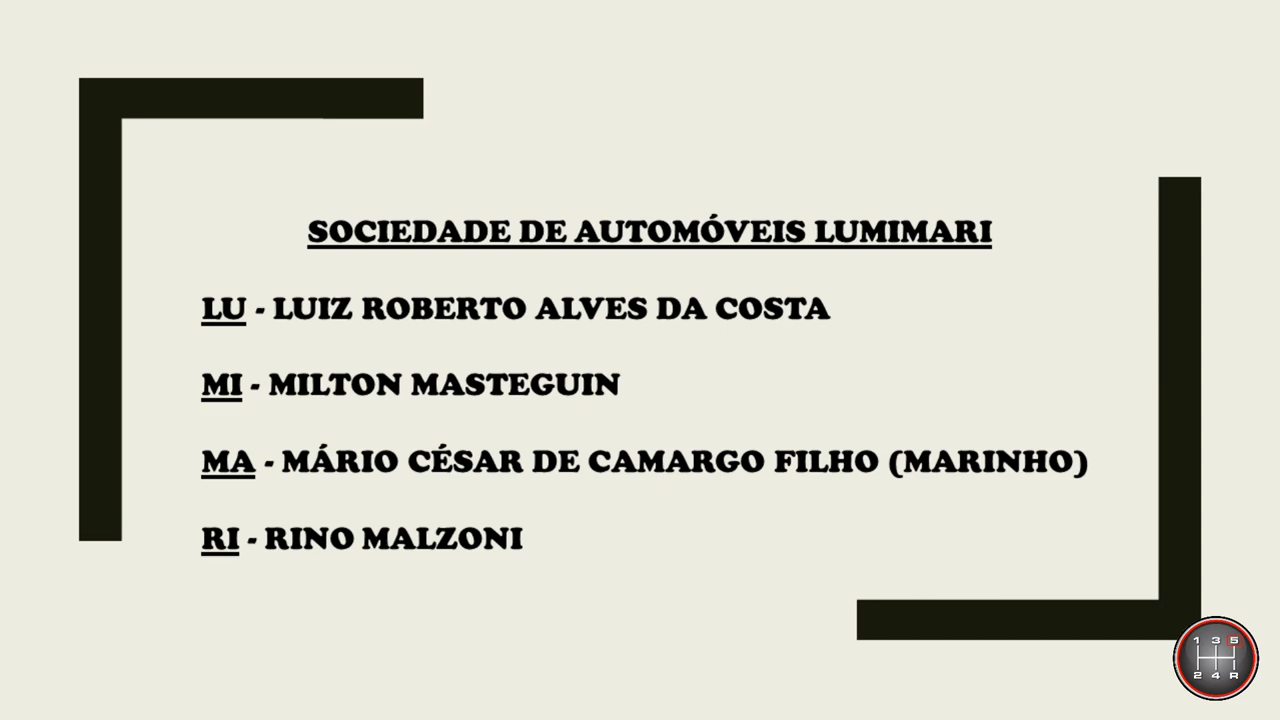 SOCIEDADE DE AUTOMÓVEIS LUMIMARI
LU - LUIZ ROBERTO ALVES DA COSTA
MI - MILTON MASTEGUIN
MA - MÁRIO CÉSAR DE CAMARGO FILHO (MARINHO)
RI - RINO MALZONI
1 3 5
2 4 R